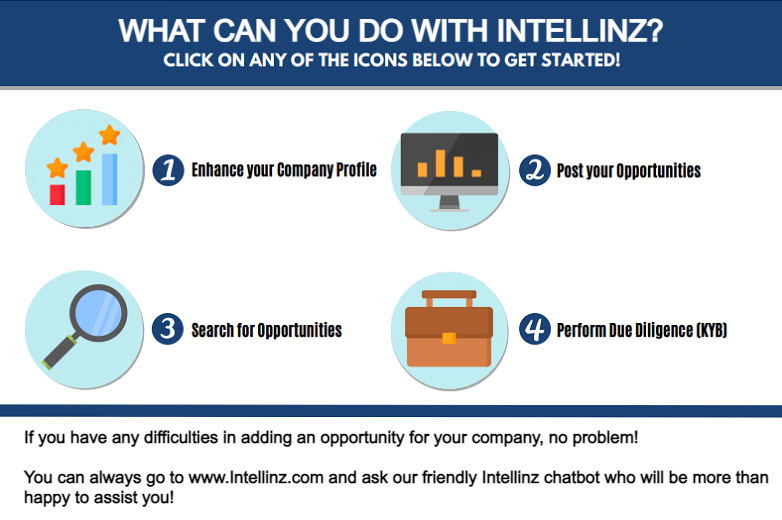 WHAT CAN YOU DO WITH INTELLINZ?
CLICK ON ANY OF THE ICONS BELOW TO GET STARTED!
1 Enhance your Company Profile
2 Post your Opportunities
3 Search for Opportunities
4 Perform Due Diligence (KYB)
If you have any difficulties in adding an opportunity for your company, no problem!
You can always go to www.Intellinz.com and ask our friendly Intellinz chatbot who will be more than
happy to assist you!